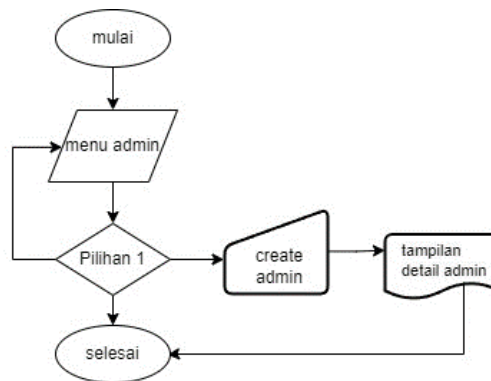 mulai
menu admin
Pilihan 1
create
admin
tampilan
detail admin
selesai